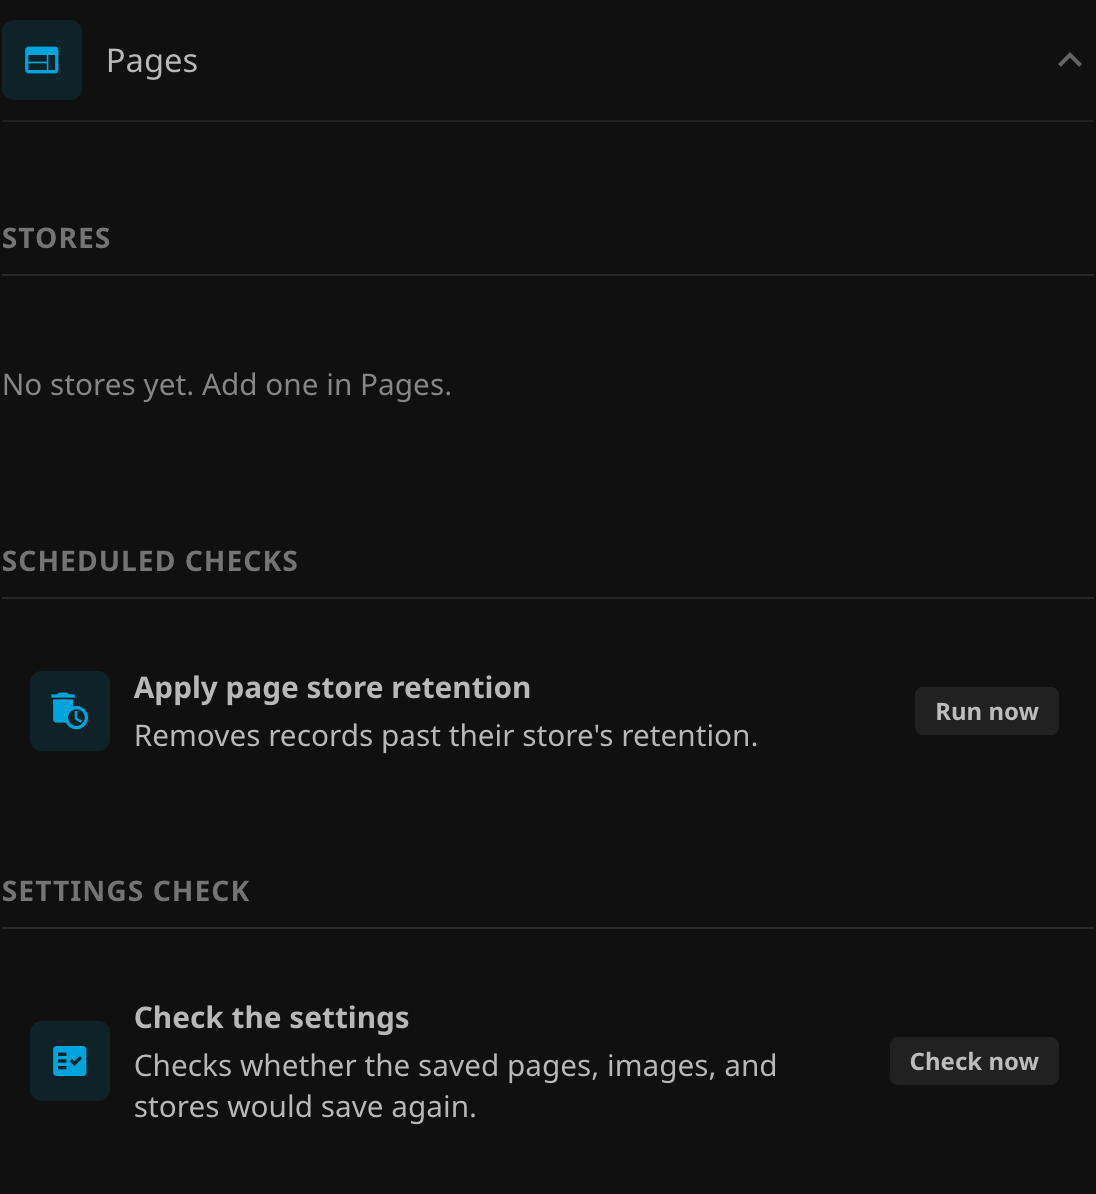 Pages
STORES
No stores yet. Add one in Pages.
SCHEDULED CHECKS
Apply page store retention
Removes records past their store's retention.
Run now
SETTINGS CHECK
Check the settings
Checks whether the saved pages, images, and
stores would save again.
Check now